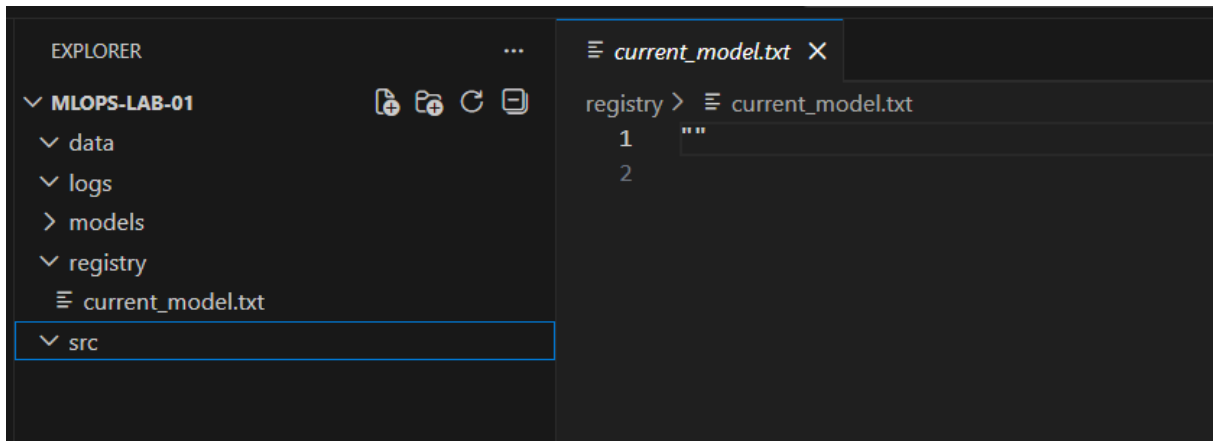 EXPLORER ...
MLOPS-LAB-01
data
logs
models
registry
current_model.txt
src
current_model.txt
registry > current_model.txt
1 ""
2